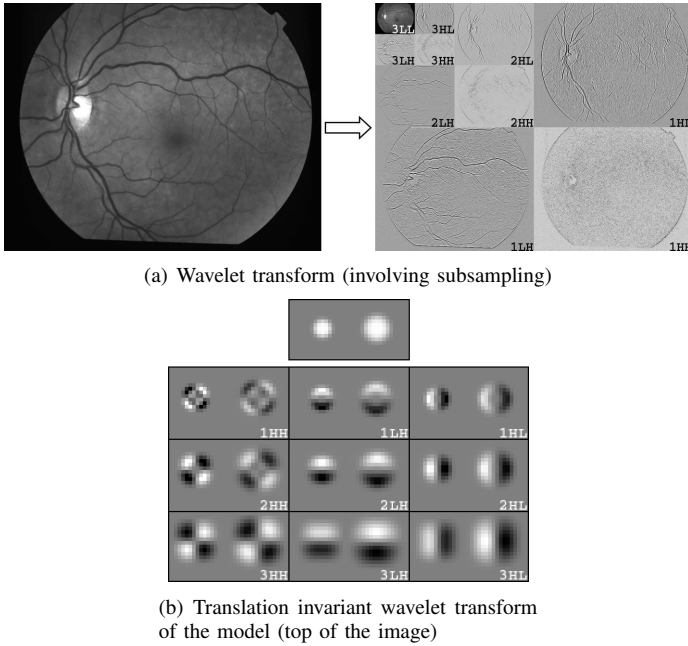 3LL 3HL
3LH 3HH 2HL
2LH 2HH 1HL
1LH 1HH
(a) Wavelet transform (involving subsampling)
1HH 1LH 1HL
2HH 2LH 2HL
3HH 3LH 3HL
(b) Translation invariant wavelet transform
of the model (top of the image)